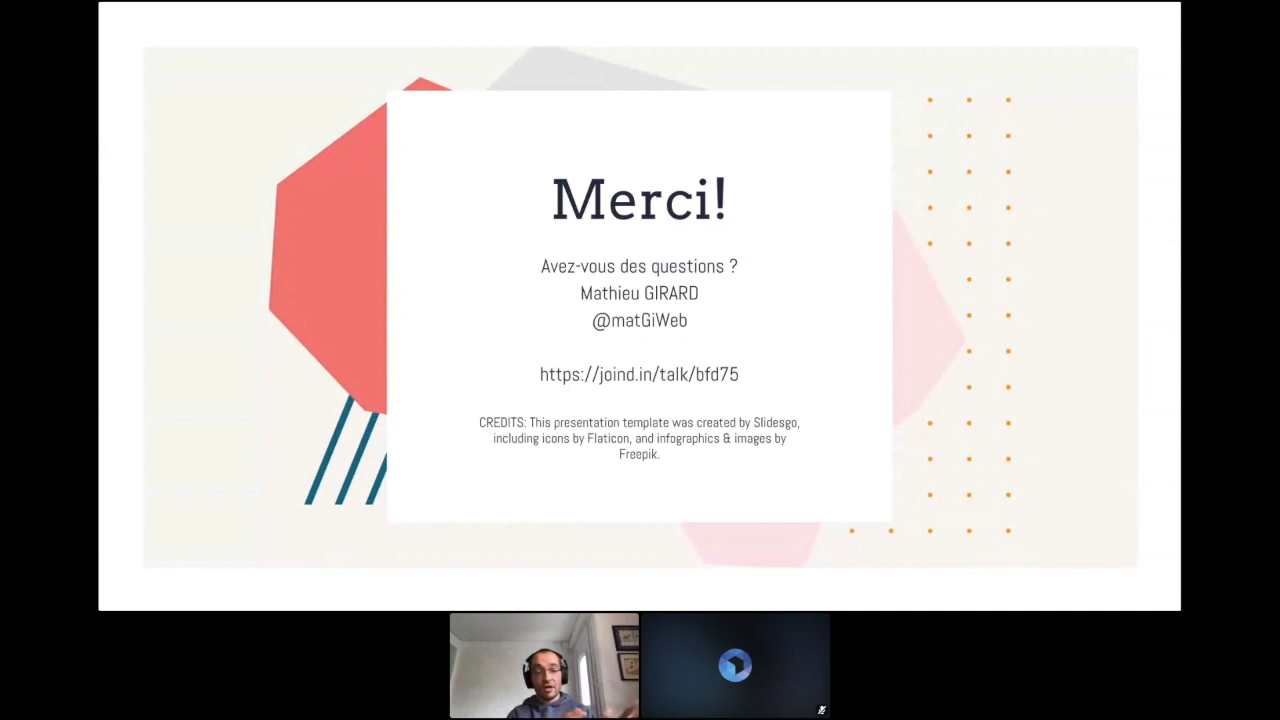 Merci!
Avez-vous des questions ?
Mathieu GIRARD
@matGiWeb
https://joind.in/talk/bfd75
CREDITS: This presentation template was created by Slidesgo,
including icons by Flaticon, and infographics & images by
Freepik.